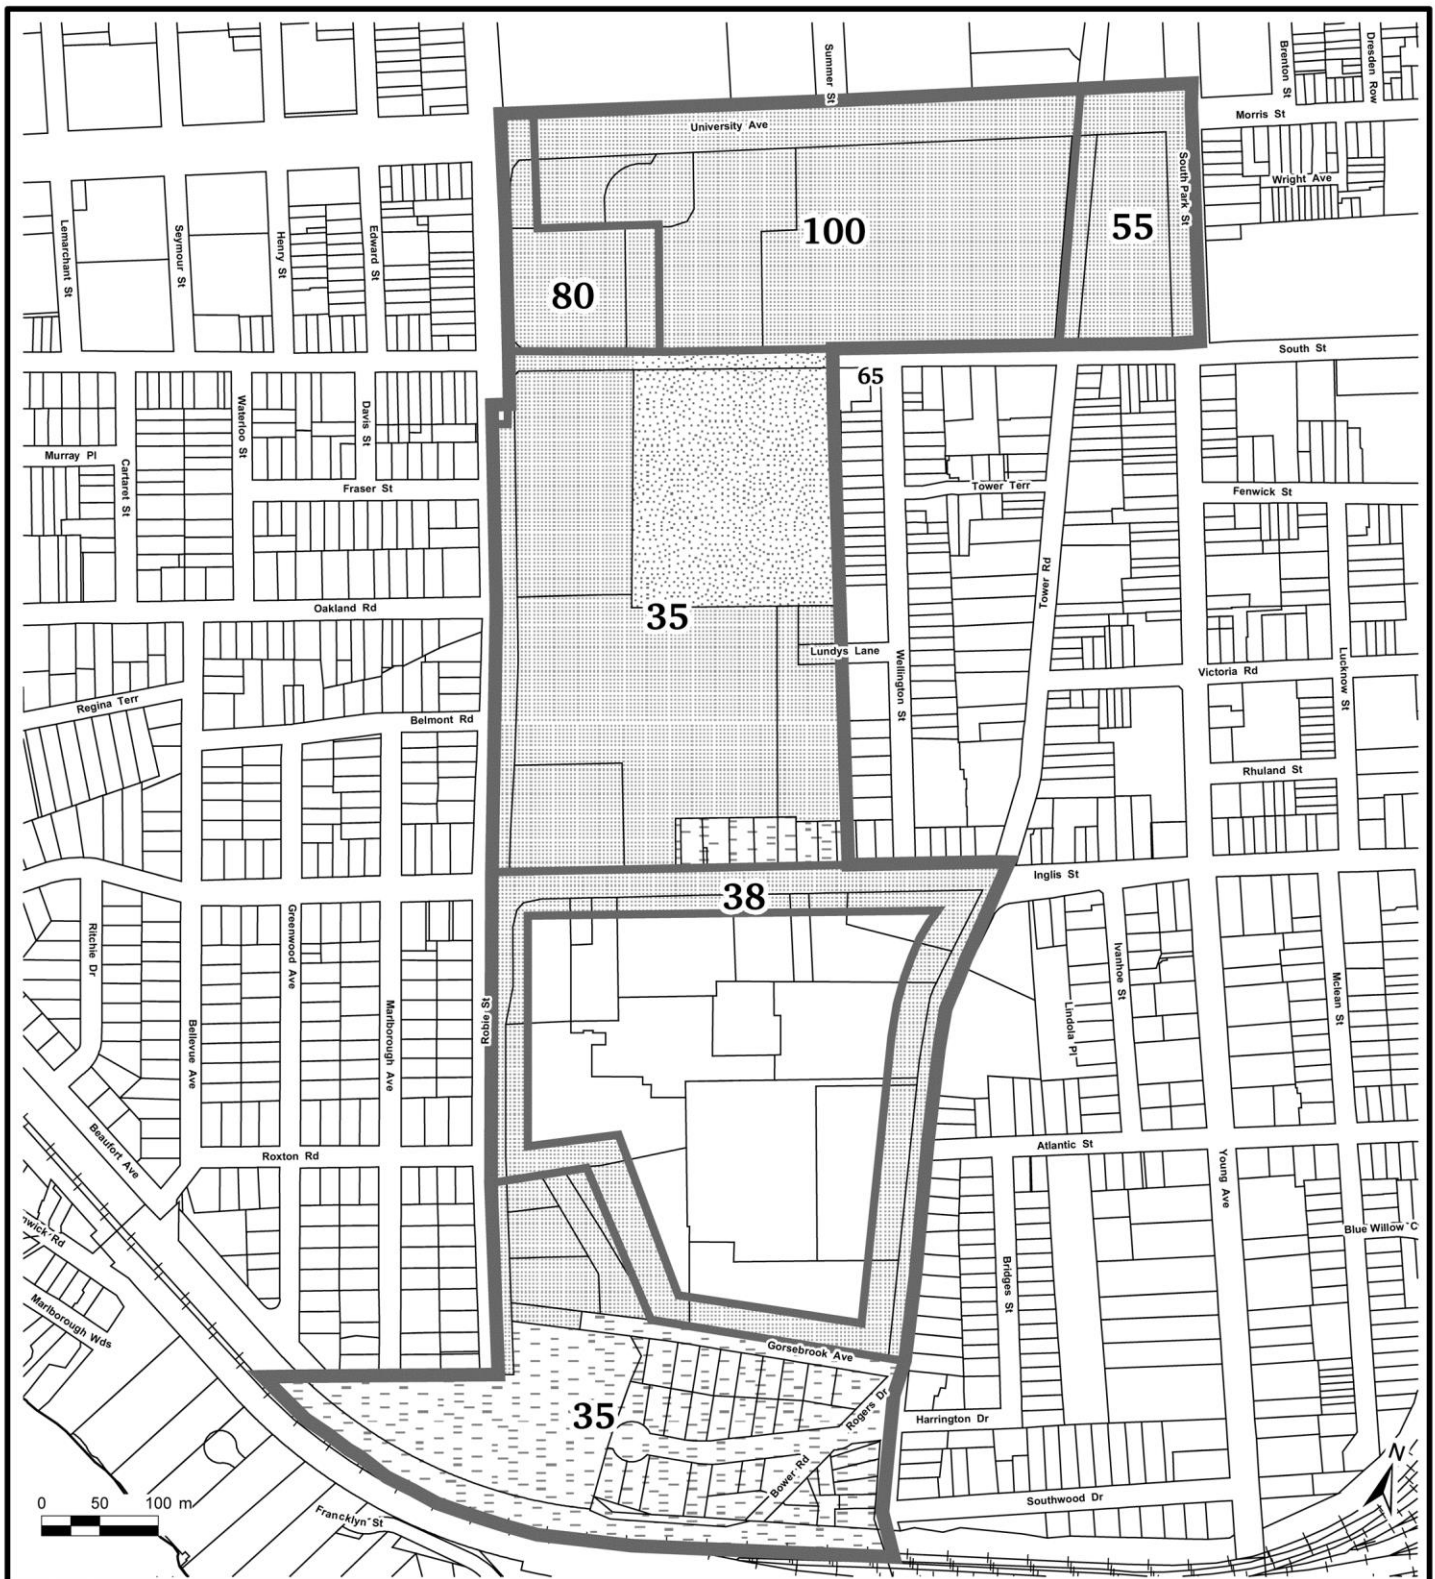 Summer St
Brenton St
Dresden Row
University Ave
Morris St
South Park St
Wright Ave
Lemarchant St
Seymour St
Henry St
Edward St
100
55
80
South St
65
Waterloo St
Davis St
Murray Pl
Cartaret St
Fraser St
Tower Terr
Fenwick St
Tower Rd
Oakland Rd
35
Lundys Lane
Wellington St
Victoria Rd
Lucknow St
Regina Terr
Belmont Rd
Rhuland St
Inglis St
38
Ritchie Dr
Greenwood Ave
Ivanhoe St
Mclean St
Bellevue Ave
Marlborough Ave
Robie St
Lindola Pl
Beaufort Ave
Roxton Rd
Atlantic St
Young Ave
nwick Rd
Blue Willow C
Bridges St
Marlborough Wds
Gorsebrook Ave
Rogers Dr
35
Harrington Dr
N
Bower Rd
0 50 100 m
Southwood Dr
Francklyn St